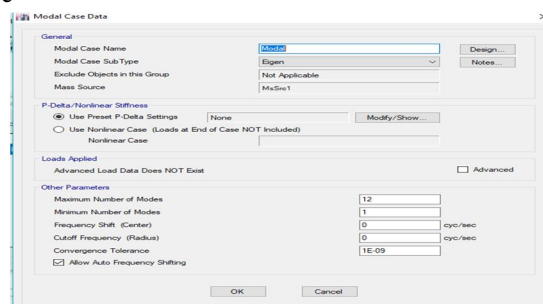 Modal Case Data
General
Modal Case Name Modal Design...
Modal Case SubType Eigen Notes...
Exclude Objects in this Group Not Applicable
Mass Source MsSrc1
P-Delta/Nonlinear Stiffness
Use Preset P-Delta Settings None Modify/Show...
Use Nonlinear Case (Loads at End of Case NOT Included)
Nonlinear Case
Loads Applied
Advanced Load Data Does NOT Exist Advanced
Other Parameters
Maximum Number of Modes 12
Minimum Number of Modes 1
Frequency Shift (Center) 0 cyc/sec
Cutoff Frequency (Radius) 0 cyc/sec
Convergence Tolerance 1E-09
Allow Auto Frequency Shifting
OK Cancel